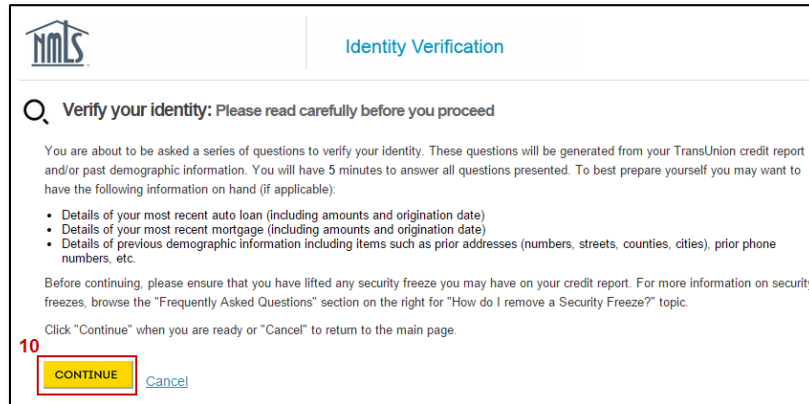 NMLS
Identity Verification
Verify your identity: Please read carefully before you proceed
You are about to be asked a series of questions to verify your identity. These questions will be generated from your TransUnion credit report
and/or past demographic information. You will have 5 minutes to answer all questions presented. To best prepare yourself you may want to
have the following information on hand (if applicable):
• Details of your most recent auto loan (including amounts and origination date)
• Details of your most recent mortgage (including amounts and origination date)
• Details of previous demographic information including items such as prior addresses (numbers, streets, counties, cities), prior phone
numbers, etc.
Before continuing, please ensure that you have lifted any security freeze you may have on your credit report. For more information on security
freezes, browse the "Frequently Asked Questions" section on the right for "How do I remove a Security Freeze?" topic.
Click "Continue" when you are ready or "Cancel" to return to the main page.
10
CONTINUE Cancel